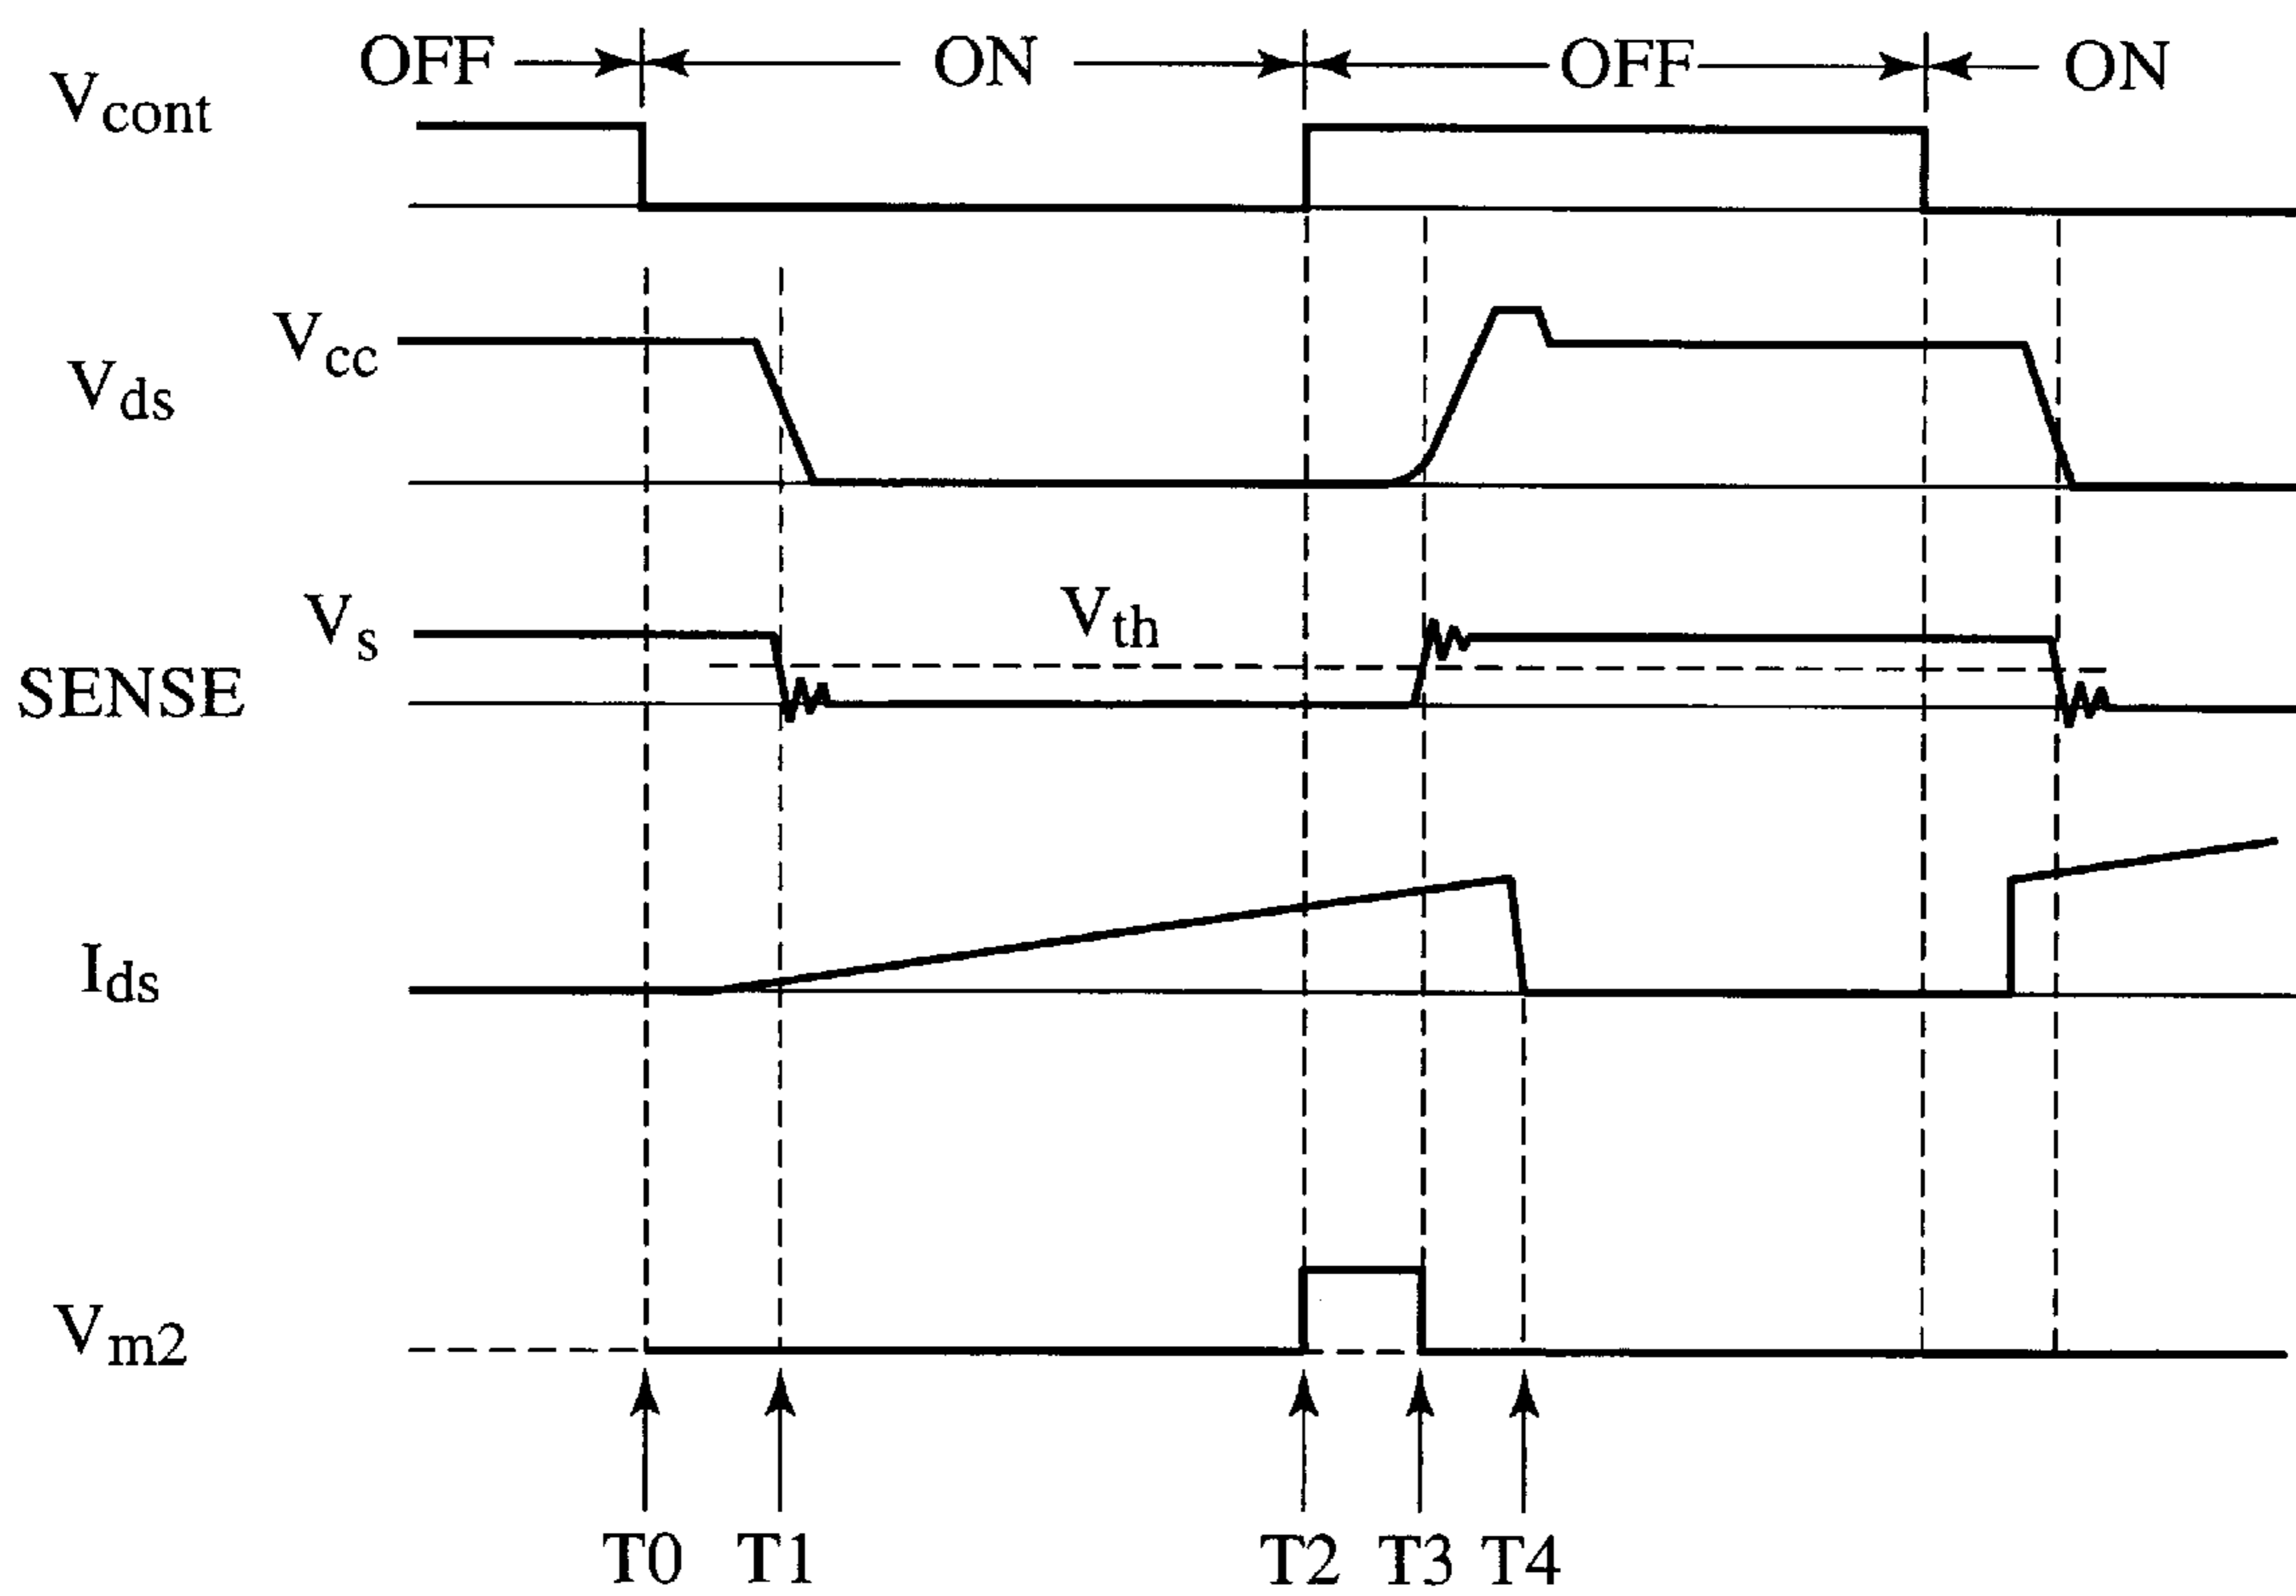 OFF ON OFF ON
Vcont
Vcc
Vds
Vs Vth
SENSE
Ids
Vm2
T0 T1 T2 T3 T4